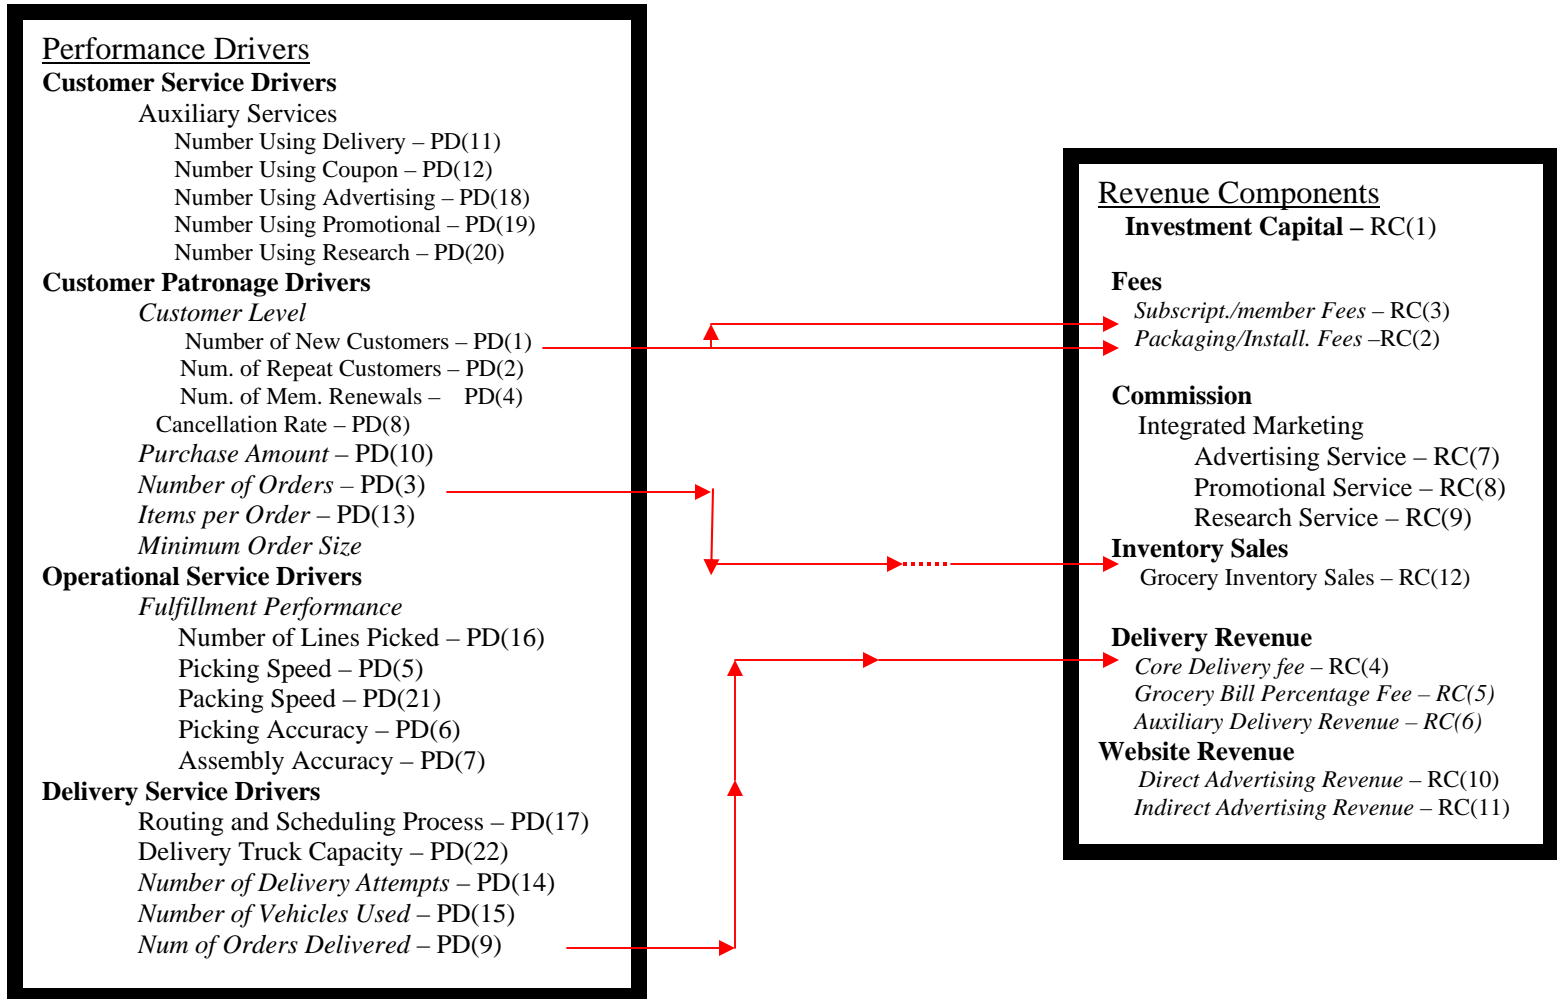 Performance Drivers
Customer Service Drivers
Auxiliary Services
Number Using Delivery – PD(11)
Number Using Coupon – PD(12)
Number Using Advertising – PD(18)
Number Using Promotional – PD(19)
Number Using Research – PD(20)
Customer Patronage Drivers
Customer Level
Number of New Customers – PD(1)
Num. of Repeat Customers – PD(2)
Num. of Mem. Renewals – PD(4)
Cancellation Rate – PD(8)
Purchase Amount – PD(10)
Number of Orders – PD(3)
Items per Order – PD(13)
Minimum Order Size
Operational Service Drivers
Fulfillment Performance
Number of Lines Picked – PD(16)
Picking Speed – PD(5)
Packing Speed – PD(21)
Picking Accuracy – PD(6)
Assembly Accuracy – PD(7)
Delivery Service Drivers
Routing and Scheduling Process – PD(17)
Delivery Truck Capacity – PD(22)
Number of Delivery Attempts – PD(14)
Number of Vehicles Used – PD(15)
Num of Orders Delivered – PD(9)
Revenue Components
Investment Capital – RC(1)
Fees
Subscript./member Fees – RC(3)
Packaging/Install. Fees –RC(2)
Commission
Integrated Marketing
Advertising Service – RC(7)
Promotional Service – RC(8)
Research Service – RC(9)
Inventory Sales
Grocery Inventory Sales – RC(12)
Delivery Revenue
Core Delivery fee – RC(4)
Grocery Bill Percentage Fee – RC(5)
Auxiliary Delivery Revenue – RC(6)
Website Revenue
Direct Advertising Revenue – RC(10)
Indirect Advertising Revenue – RC(11)